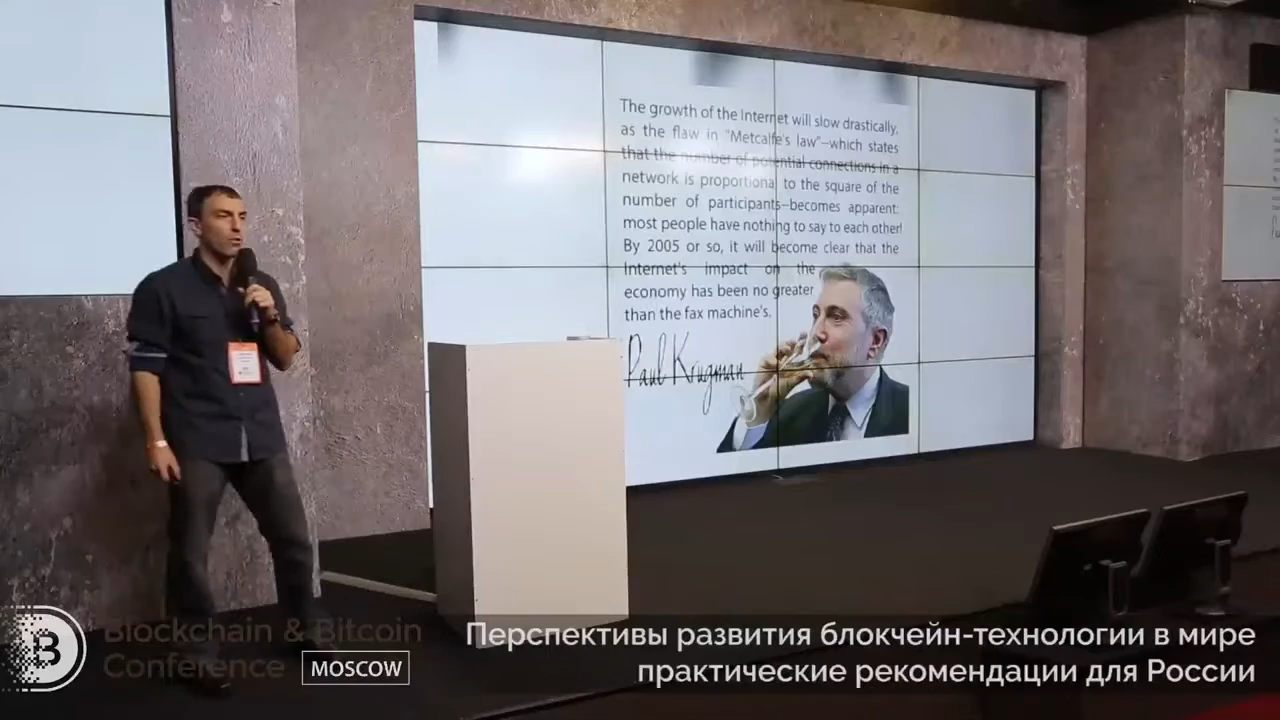 The growth of the Internet will slow drastically,
as the flaw in "Metcalfe's law"—which states
that the number of potential connections in a
network is proportional to the square of the
number of participants—becomes apparent:
most people have nothing to say to each other!
By 2005 or so, it will become clear that the
Internet's impact on the
economy has been no greater
than the fax machine's.
Paul Krugman
B
Blockchain & Bitcoin
Conference
MOSCOW
Перспективы развития блокчейн-технологии в мире
практические рекомендации для России